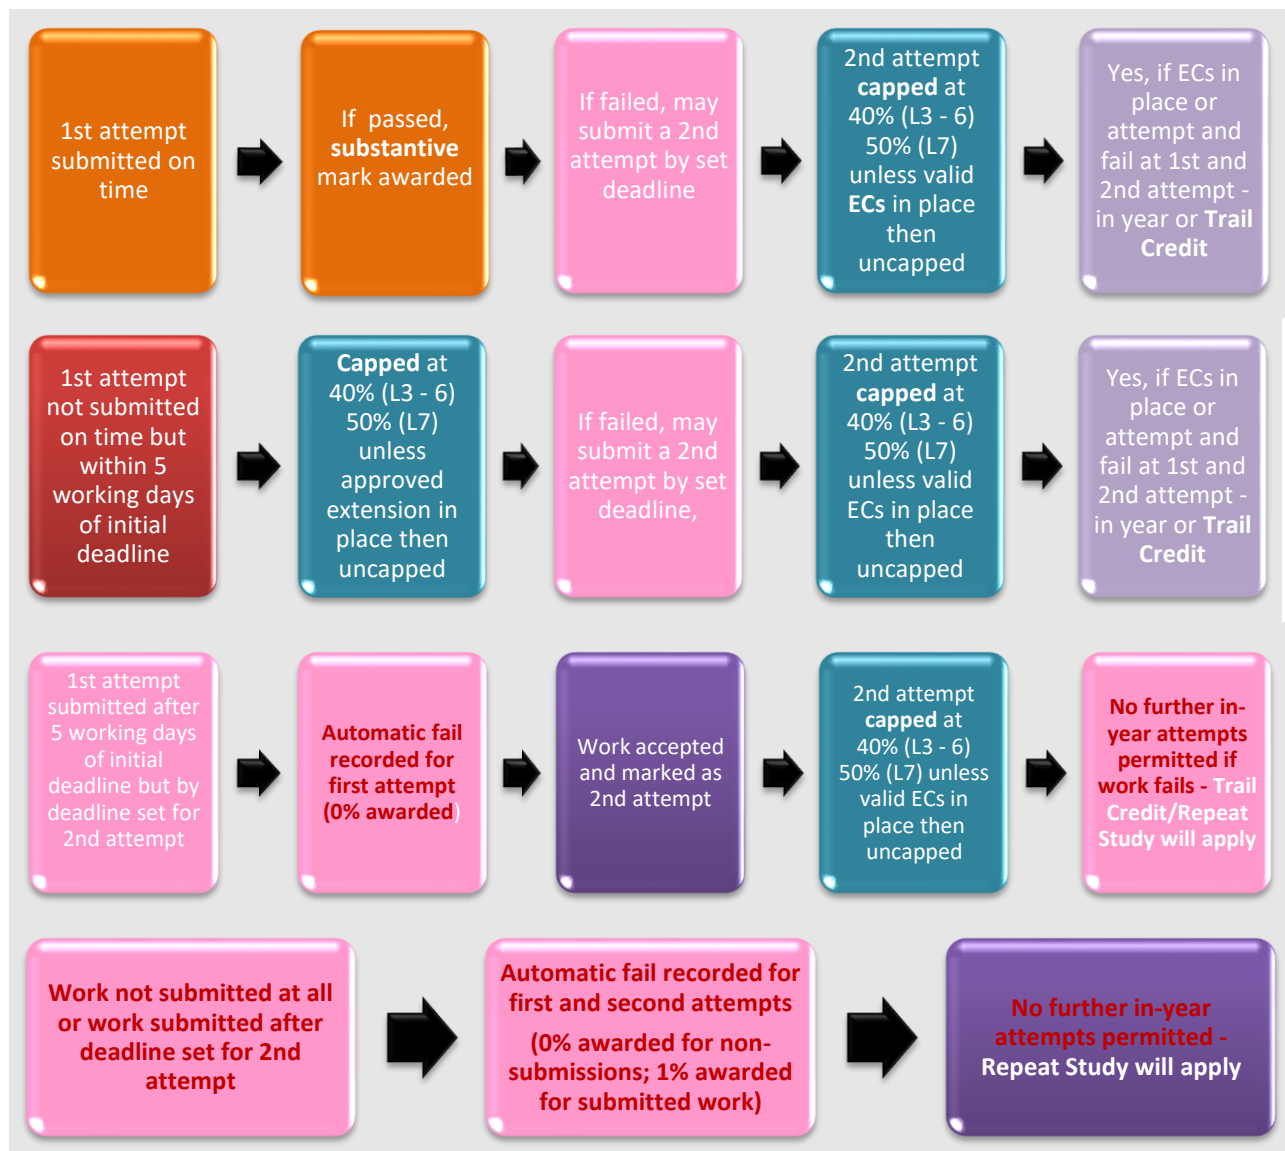 1st attempt
submitted on
time
If  passed,
substantive
mark awarded
If failed, may
submit a 2nd
attempt by set
deadline
2nd attempt
capped at
40% (L3 - 6)
50% (L7)
unless valid
ECs in place
then
uncapped
Yes, if ECs in
place or
attempt and
fail at 1st and
2nd attempt -
in year or Trail
Credit
1st attempt
not submitted
on time but
within 5
working days
of initial
deadline
Capped at
40% (L3 - 6)
50% (L7)
unless
approved
extension in
place then
uncapped
If failed, may
submit a 2nd
attempt by set
deadline,
2nd attempt
capped at
40% (L3 - 6)
50% (L7)
unless valid
ECs in place
then
uncapped
Yes, if ECs in
place or
attempt and
fail at 1st and
2nd attempt -
in year or Trail
Credit
1st attempt
submitted after
5 working days
of initial
deadline but by
deadline set for
2nd attempt
Automatic fail
recorded for
first attempt
(0% awarded)
Work accepted
and marked as
2nd attempt
2nd attempt
capped at
40% (L3 - 6)
50% (L7) unless
valid ECs in
place then
uncapped
No further in-
year attempts
permitted if
work fails - Trail
Credit/Repeat
Study will apply
Work not submitted at all
or work submitted after
deadline set for 2nd
attempt
Automatic fail recorded for
first and second attempts
(0% awarded for non-
submissions; 1% awarded
for submitted work)
No further in-year
attempts permitted -
Repeat Study will apply